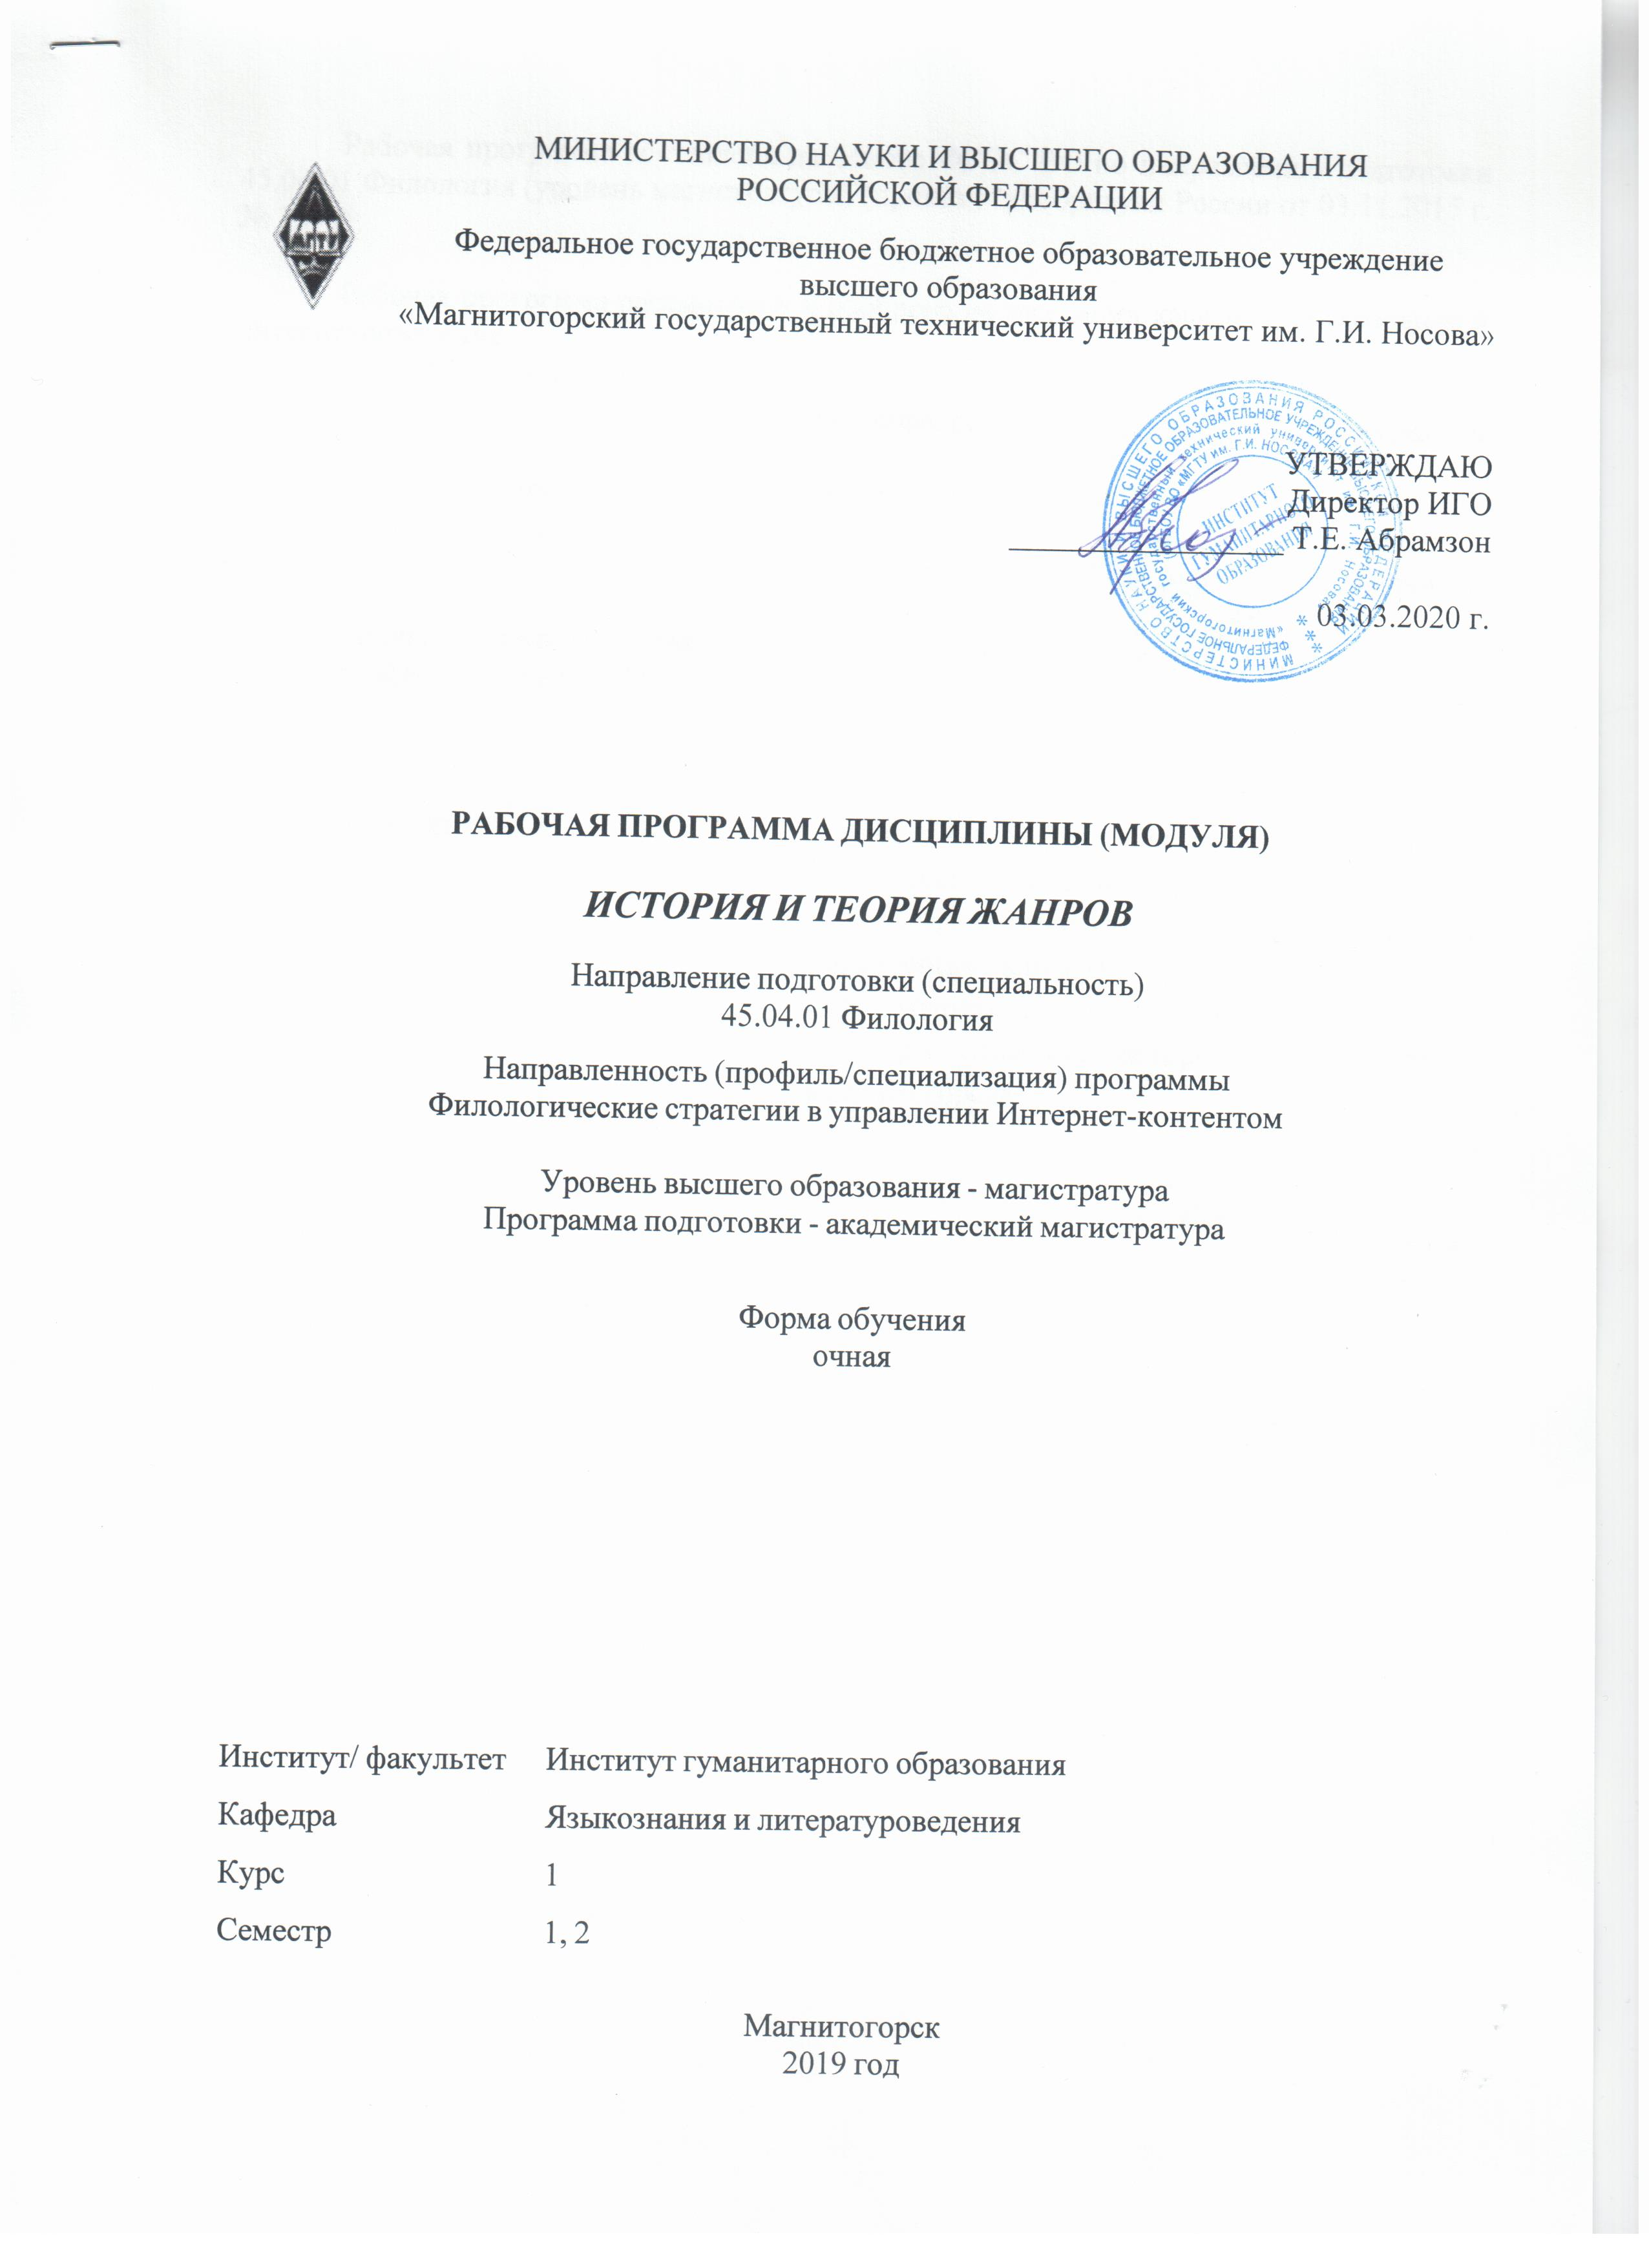 МИНИСТЕРСТВО НАУКИ И ВЫСШЕГО ОБРАЗОВАНИЯ
РОССИЙСКОЙ ФЕДЕРАЦИИ
Федеральное государственное бюджетное образовательное учреждение
высшего образования
«Магнитогорский государственный технический университет им. Г.И. Носова»
УТВЕРЖДАЮ
Директор ИГО
Т.Е. Абрамзон
03.03.2020 г.
ИНСТИТУТ
ГУМАНИТАРНОГО
ОБРАЗОВАНИЯ
РАБОЧАЯ ПРОГРАММА ДИСЦИПЛИНЫ (МОДУЛЯ)
ИСТОРИЯ И ТЕОРИЯ ЖАНРОВ
Направление подготовки (специальность)
45.04.01 Филология
Направленность (профиль/специализация) программы
Филологические стратегии в управлении Интернет-контентом
Уровень высшего образования - магистратура
Программа подготовки - академический магистратура
Форма обучения
очная
Институт/ факультет Институт гуманитарного образования
Кафедра Языкознания и литературоведения
Курс 1
Семестр 1, 2
Магнитогорск
2019 год